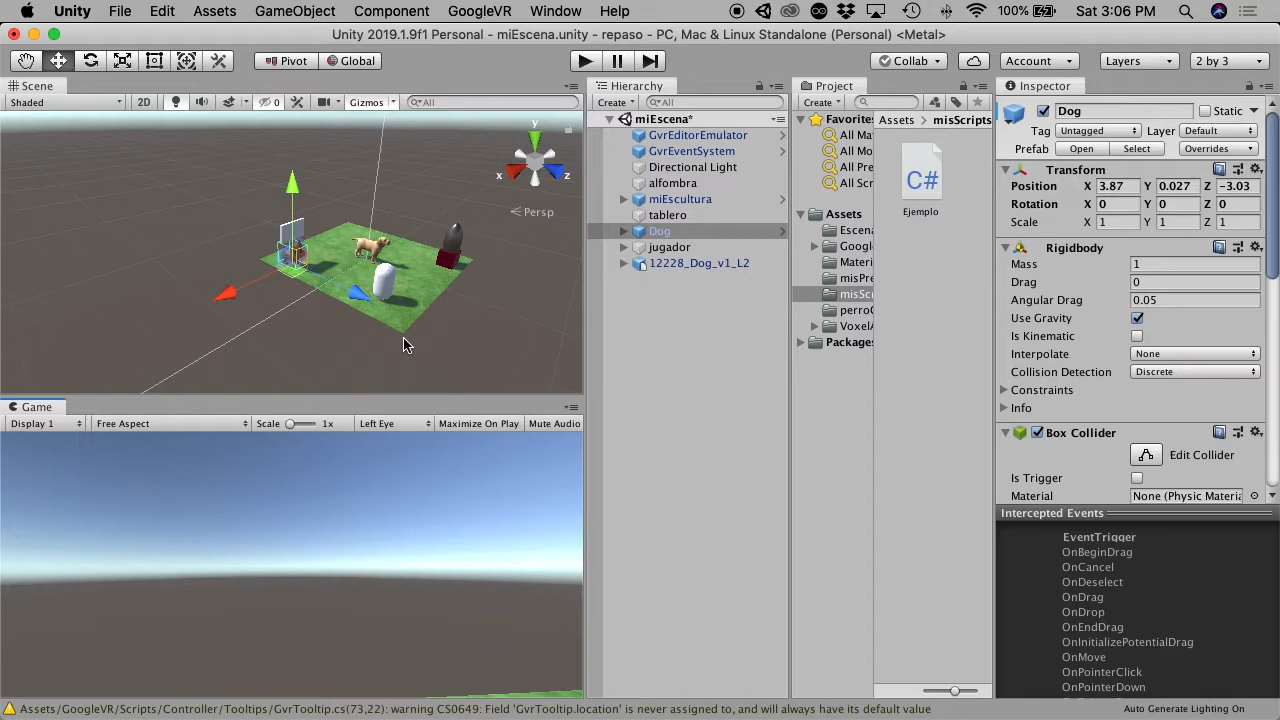 Unity File Edit Assets GameObject Component GoogleVR Window Help 100% Sat 3:06 PM
Unity 2019.1.9f1 Personal - miEscena.unity - repaso - PC, Mac & Linux Standalone (Personal) <Metal>
Pivot Global Collab Account Layers 2 by 3
Scene
Shaded 2D 0 Gizmos All
y
x z
Persp
Game
Display 1 Free Aspect Scale 1x Left Eye Maximize On Play Mute Audio
Hierarchy
Create All
miEscena*
GvrEditorEmulator
GvrEventSystem
Directional Light
alfombra
miEscultura
tablero
Dog
jugador
12228_Dog_v1_L2
Project
Create
Favorites
All Ma
All Mo
All Pre
All Scr
Assets
Escena
Google
Materi
misPre
misScri
perro
VoxelA
Packages
Assets misScripts
C#
Ejemplo
Inspector
Dog Static
Tag Untagged Layer Default
Prefab Open Select Overrides
Transform
Position X 3.87 Y 0.027 Z -3.03
Rotation X 0 Y 0 Z 0
Scale X 1 Y 1 Z 1
Rigidbody
Mass 1
Drag 0
Angular Drag 0.05
Use Gravity
Is Kinematic
Interpolate None
Collision Detection Discrete
Constraints
Info
Box Collider
Edit Collider
Is Trigger
Material None (Physic Materia
Intercepted Events
EventTrigger
OnBeginDrag
OnCancel
OnDeselect
OnDrag
OnDrop
OnEndDrag
OnInitializePotentialDrag
OnMove
OnPointerClick
OnPointerDown
Assets/GoogleVR/Scripts/Controller/Tooltips/GvrTooltip.cs(73,22): warning CS0649: Field 'GvrTooltip.location' is never assigned to, and will always have its default value
Auto Generate Lighting On